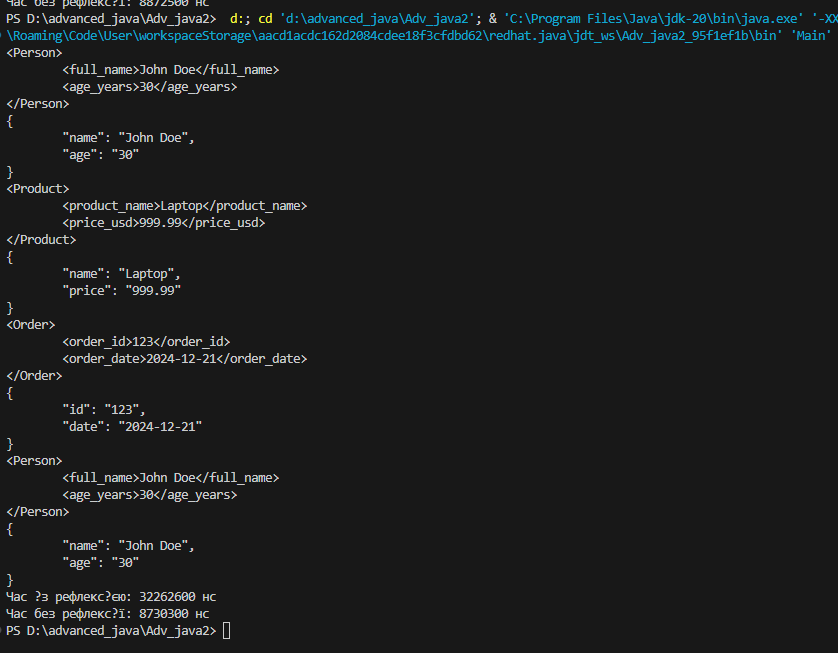 Час без рефлекс?ї: 8872500 нс
PS D:\advanced_java\Adv_java2>  d:; cd 'd:\advanced_java\Adv_java2'; & 'C:\Program Files\Java\jdk-20\bin\java.exe' '-XX
\Roaming\Code\User\workspaceStorage\aacd1acdc162d2084cdee18f3cfdbd62\redhat.java\jdt_ws\Adv_java2_95f1ef1b\bin' 'Main'
<Person>
        <full_name>John Doe</full_name>
        <age_years>30</age_years>
</Person>
{
        "name": "John Doe",
        "age": "30"
}
<Product>
        <product_name>Laptop</product_name>
        <price_usd>999.99</price_usd>
</Product>
{
        "name": "Laptop",
        "price": "999.99"
}
<Order>
        <order_id>123</order_id>
        <order_date>2024-12-21</order_date>
</Order>
{
        "id": "123",
        "date": "2024-12-21"
}
<Person>
        <full_name>John Doe</full_name>
        <age_years>30</age_years>
</Person>
{
        "name": "John Doe",
        "age": "30"
}
Час ?з рефлекс?єю: 32262600 нс
Час без рефлекс?ї: 8730300 нс
PS D:\advanced_java\Adv_java2>